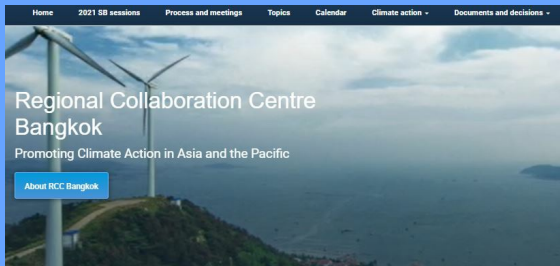 Home 2021 SB sessions Process and meetings Topics Calendar Climate action Documents and decisions
Regional Collaboration Centre
Bangkok
Promoting Climate Action in Asia and the Pacific
About RCC Bangkok